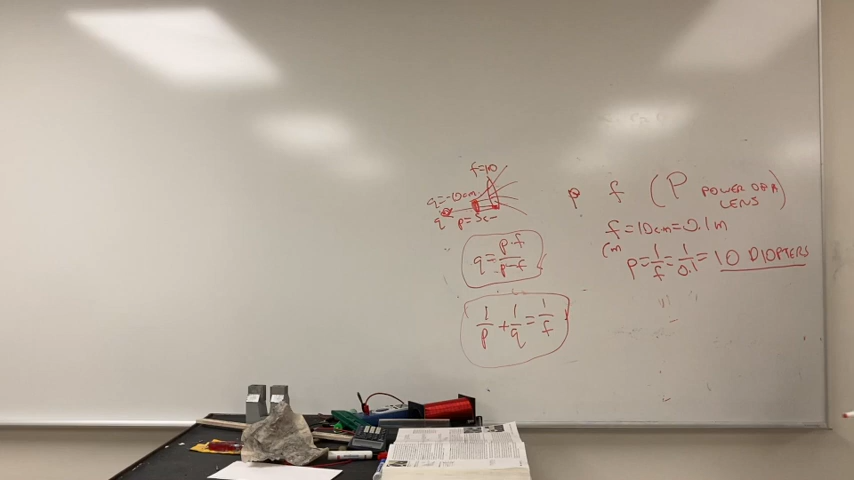 f=10
q=-10cm
q p=5cm
q = p·f / p-f
1/p + 1/q = 1/f
p f (P POWER OF A LENS)
f=10cm=0.1m
(m
P = 1/f = 1/0.1 = 10 DIOPTERS